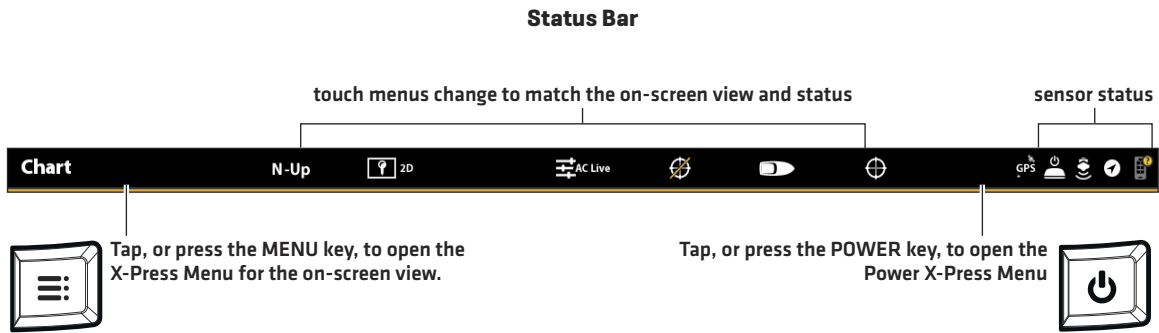 Status Bar
touch menus change to match the on-screen view and status
sensor status
Chart
N-Up
2D
AC Live
GPS
?
Tap, or press the MENU key, to open the
X-Press Menu for the on-screen view.
Tap, or press the POWER key, to open the
Power X-Press Menu